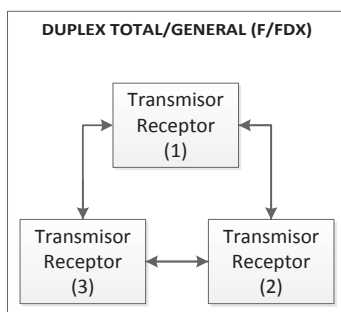 DUPLEX TOTAL/GENERAL (F/FDX)
Transmisor
Receptor
(1)
Transmisor
Receptor
(3)
Transmisor
Receptor
(2)